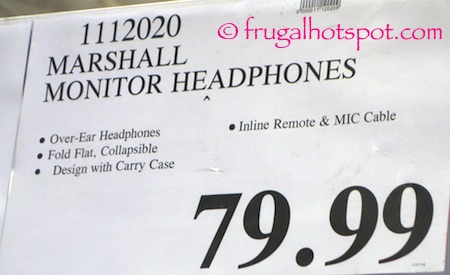 © frugalhotspot.com
1112020
MARSHALL
MONITOR HEADPHONES
• Over-Ear Headphones
• Fold Flat, Collapsible
• Design with Carry Case
• Inline Remote & MIC Cable
79.99